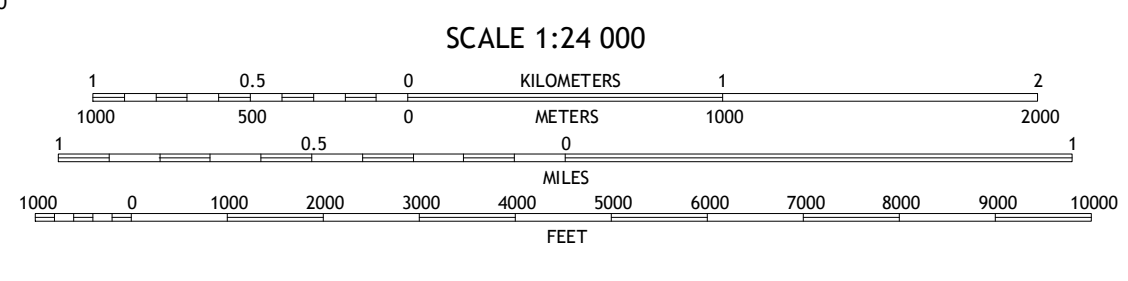 SCALE 1:24 000
1 0.5 0 KILOMETERS 1 2
1000 500 0 METERS 1000 2000
1 0.5 0 1
MILES
1000 0 1000 2000 3000 4000 5000 6000 7000 8000 9000 10000
FEET